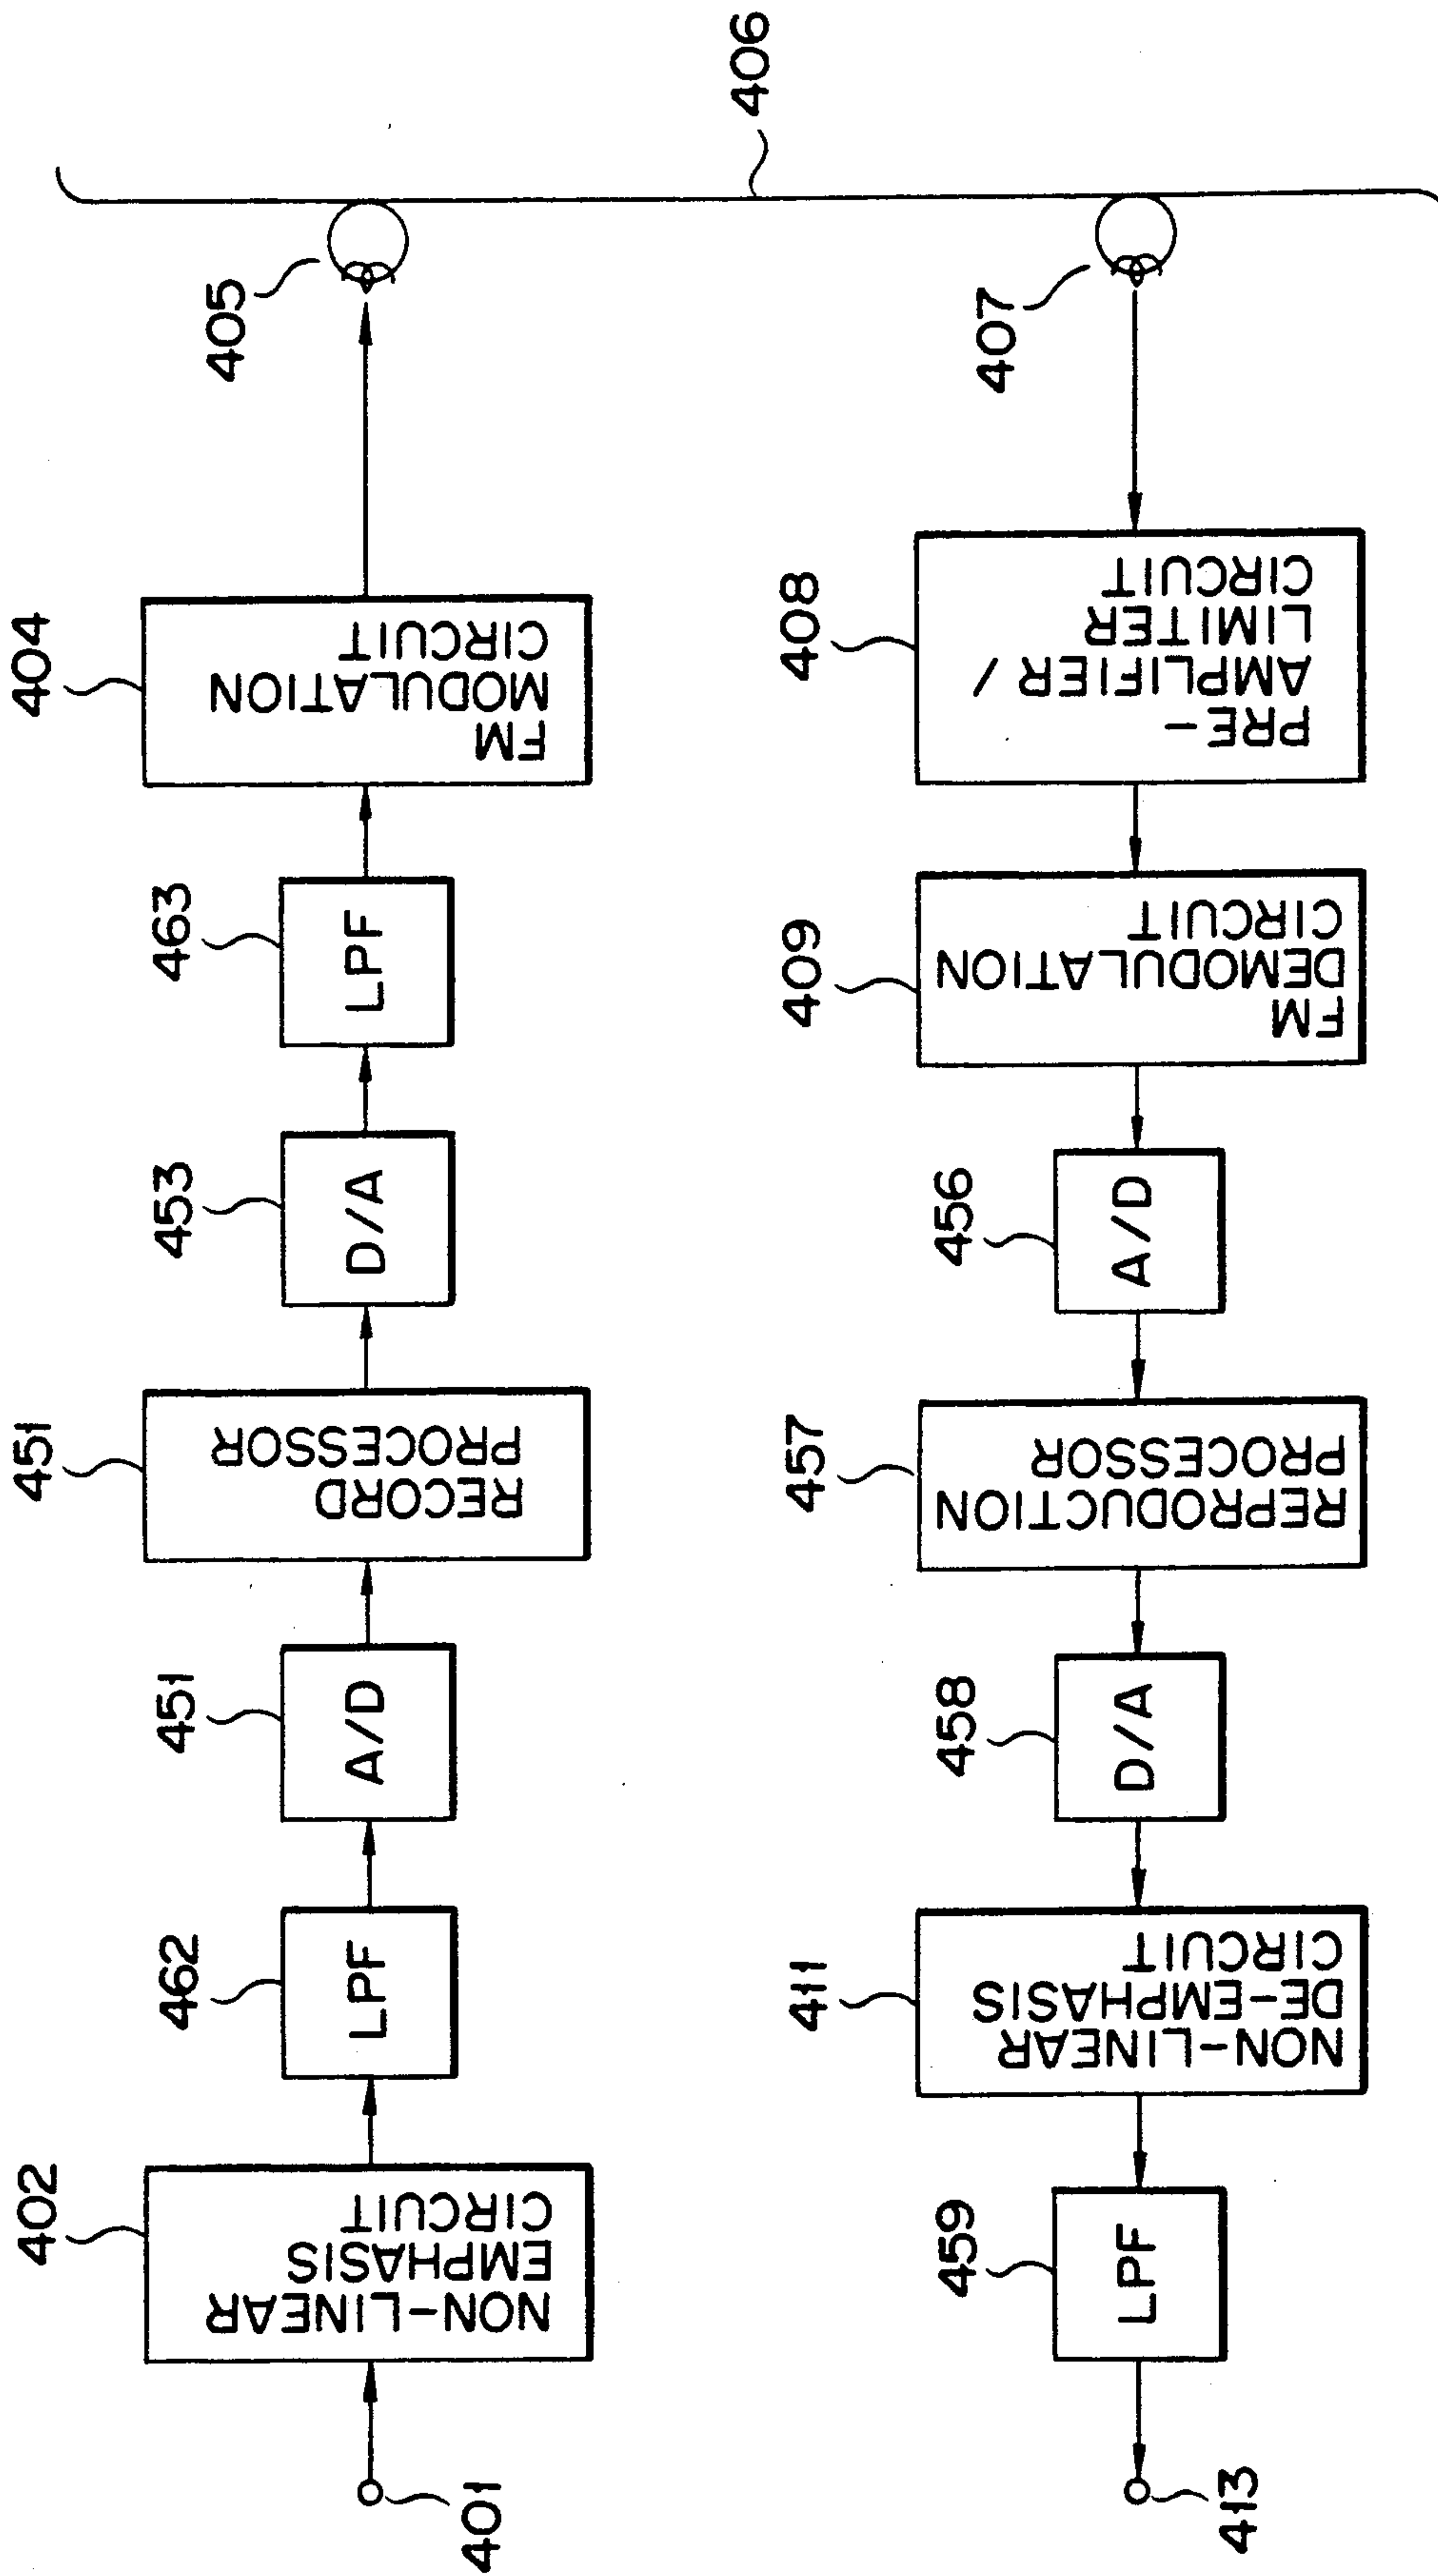 401
402
NON-LINEAR
EMPHASIS
CIRCUIT
462
LPF
451
A/D
451
RECORD
PROCESSOR
453
D/A
463
LPF
404
FM
MODULATION
CIRCUIT
405
406
407
408
PRE-
AMPLIFIER /
LIMITER
CIRCUIT
409
FM
DEMODULATION
CIRCUIT
456
A/D
457
REPRODUCTION
PROCESSOR
458
D/A
411
NON-LINEAR
DE-EMPHASIS
CIRCUIT
459
LPF
413